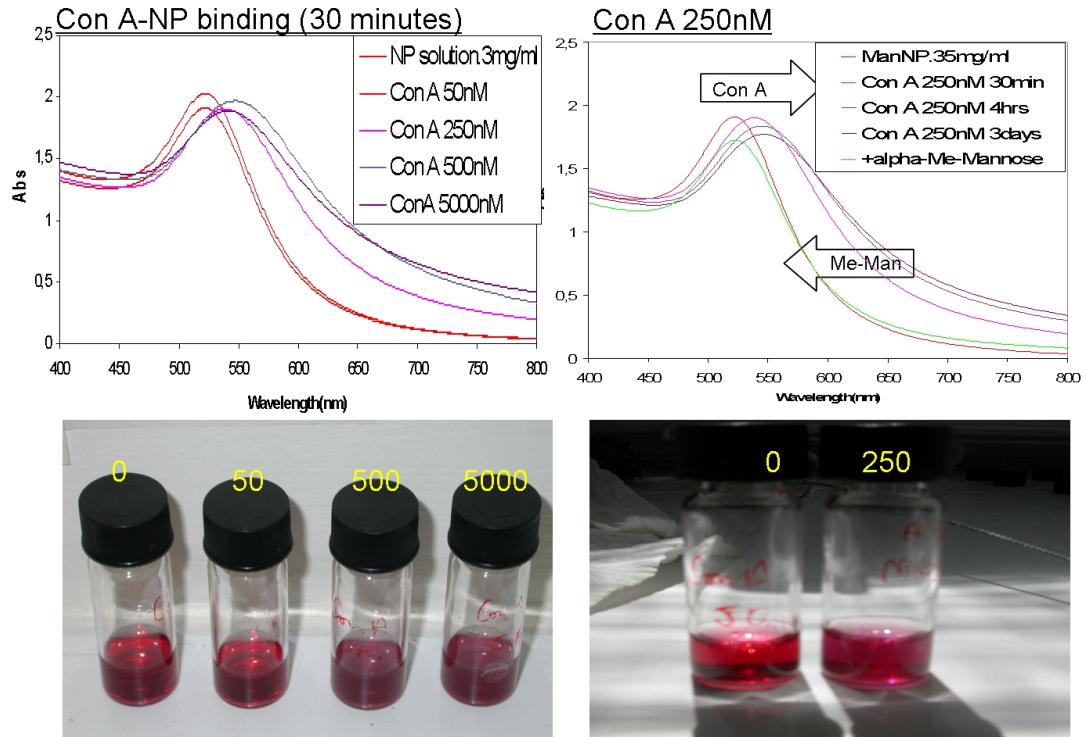 Con A-NP binding (30 minutes)
2,5
2
1,5
1
0,5
0
Abs
NP solution.3mg/ml
Con A 50nM
Con A 250nM
Con A 500nM
ConA 5000nM
400 450 500 550 600 650 700 750 800
Wavelength(nm)
Con A 250nM
2,5
2
1,5
1
0,5
0
Con A
ManNP.35mg/ml
Con A 250nM 30min
Con A 250nM 4hrs
Con A 250nM 3days
+alpha-Me-Mannose
Me-Man
400 450 500 550 600 650 700 750 800
Wavelength(nm)
0 50 500 5000
Con
0 250
Con A